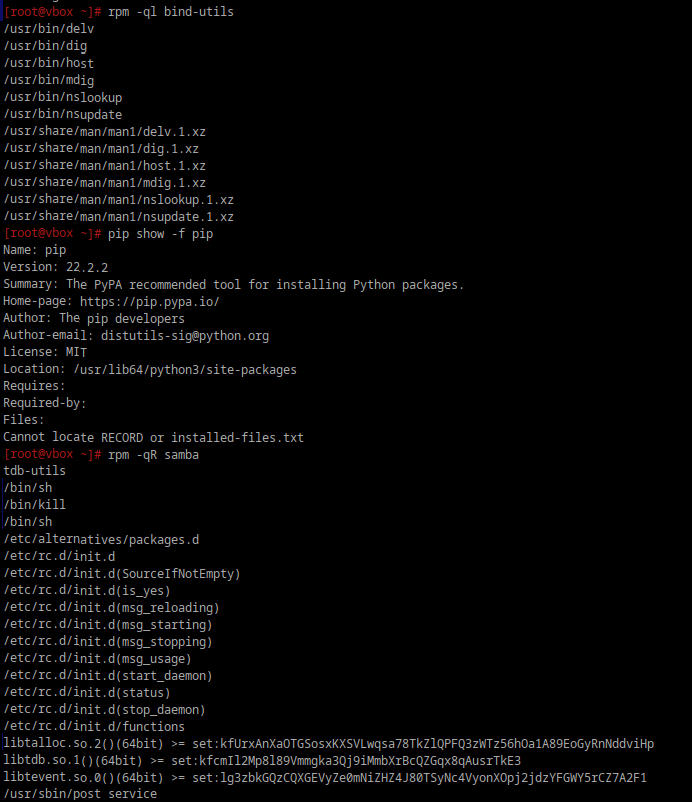 [root@vbox ~]# rpm -ql bind-utils
/usr/bin/delv
/usr/bin/dig
/usr/bin/host
/usr/bin/mdig
/usr/bin/nslookup
/usr/bin/nsupdate
/usr/share/man/man1/delv.1.xz
/usr/share/man/man1/dig.1.xz
/usr/share/man/man1/host.1.xz
/usr/share/man/man1/mdig.1.xz
/usr/share/man/man1/nslookup.1.xz
/usr/share/man/man1/nsupdate.1.xz
[root@vbox ~]# pip show -f pip
Name: pip
Version: 22.2.2
Summary: The PyPA recommended tool for installing Python packages.
Home-page: https://pip.pypa.io/
Author: The pip developers
Author-email: distutils-sig@python.org
License: MIT
Location: /usr/lib64/python3/site-packages
Requires:
Required-by:
Files:
Cannot locate RECORD or installed-files.txt
[root@vbox ~]# rpm -qR samba
tdb-utils
/bin/sh
/bin/kill
/bin/sh
/etc/alternatives/packages.d
/etc/rc.d/init.d
/etc/rc.d/init.d(SourceIfNotEmpty)
/etc/rc.d/init.d(is_yes)
/etc/rc.d/init.d(msg_reloading)
/etc/rc.d/init.d(msg_starting)
/etc/rc.d/init.d(msg_stopping)
/etc/rc.d/init.d(msg_usage)
/etc/rc.d/init.d(start_daemon)
/etc/rc.d/init.d(status)
/etc/rc.d/init.d(stop_daemon)
/etc/rc.d/init.d/functions
libtalloc.so.2()(64bit) >= set:kfUrxAnXaOTGSosxKXSVLwqsa78TkZlQPFQ3zWTz56hOa1A89EoGyRnNddviHp
libtdb.so.1()(64bit) >= set:kfcmIl2Mp8l89Vmmgka3Qj9iMmbXrBcQZGqx8qAusrTkE3
libtevent.so.0()(64bit) >= set:lg3zbkGQzCQXGEVyZe0mNiZHZ4J80TSyNc4VyonXOpj2jdzYFGWY5rCZ7A2F1
/usr/sbin/post_service